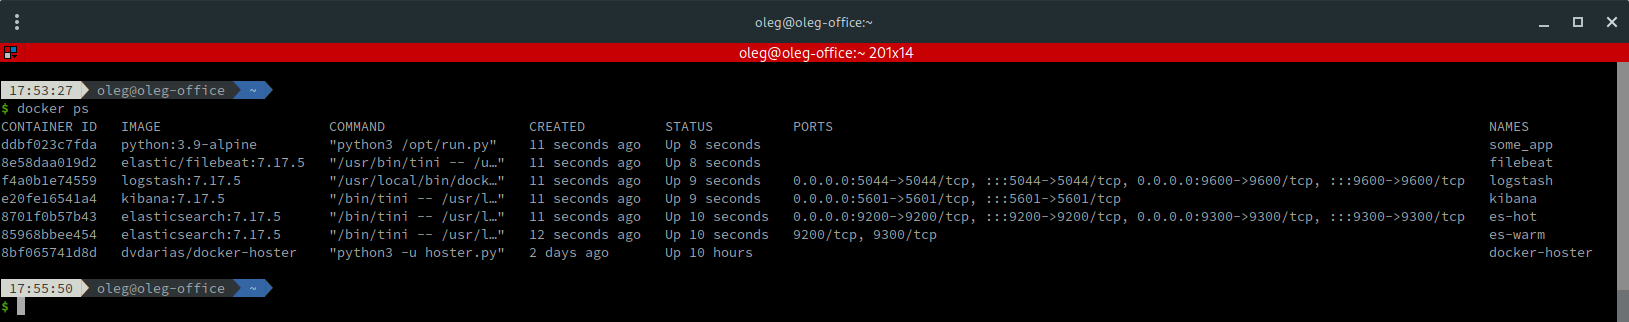 oleg@oleg-office:~
oleg@oleg-office:~ 201x14
17:53:27 oleg@oleg-office ~
$ docker ps
CONTAINER ID IMAGE COMMAND CREATED STATUS PORTS NAMES
ddbf023c7fda python:3.9-alpine "python3 /opt/run.py" 11 seconds ago Up 8 seconds some_app
8e58daa019d2 elastic/filebeat:7.17.5 "/usr/bin/tini -- /u…" 11 seconds ago Up 8 seconds filebeat
f4a0b1e74559 logstash:7.17.5 "/usr/local/bin/dock…" 11 seconds ago Up 9 seconds 0.0.0.0:5044->5044/tcp, :::5044->5044/tcp, 0.0.0.0:9600->9600/tcp, :::9600->9600/tcp logstash
e20fe16541a4 kibana:7.17.5 "/bin/tini -- /usr/l…" 11 seconds ago Up 9 seconds 0.0.0.0:5601->5601/tcp, :::5601->5601/tcp kibana
8701f0b57b43 elasticsearch:7.17.5 "/bin/tini -- /usr/l…" 11 seconds ago Up 10 seconds 0.0.0.0:9200->9200/tcp, :::9200->9200/tcp, 0.0.0.0:9300->9300/tcp, :::9300->9300/tcp es-hot
85968bbee454 elasticsearch:7.17.5 "/bin/tini -- /usr/l…" 12 seconds ago Up 10 seconds 9200/tcp, 9300/tcp es-warm
8bf065741d8d dvdarias/docker-hoster "python3 -u hoster.py" 2 days ago Up 10 hours docker-hoster
17:55:50 oleg@oleg-office ~
$